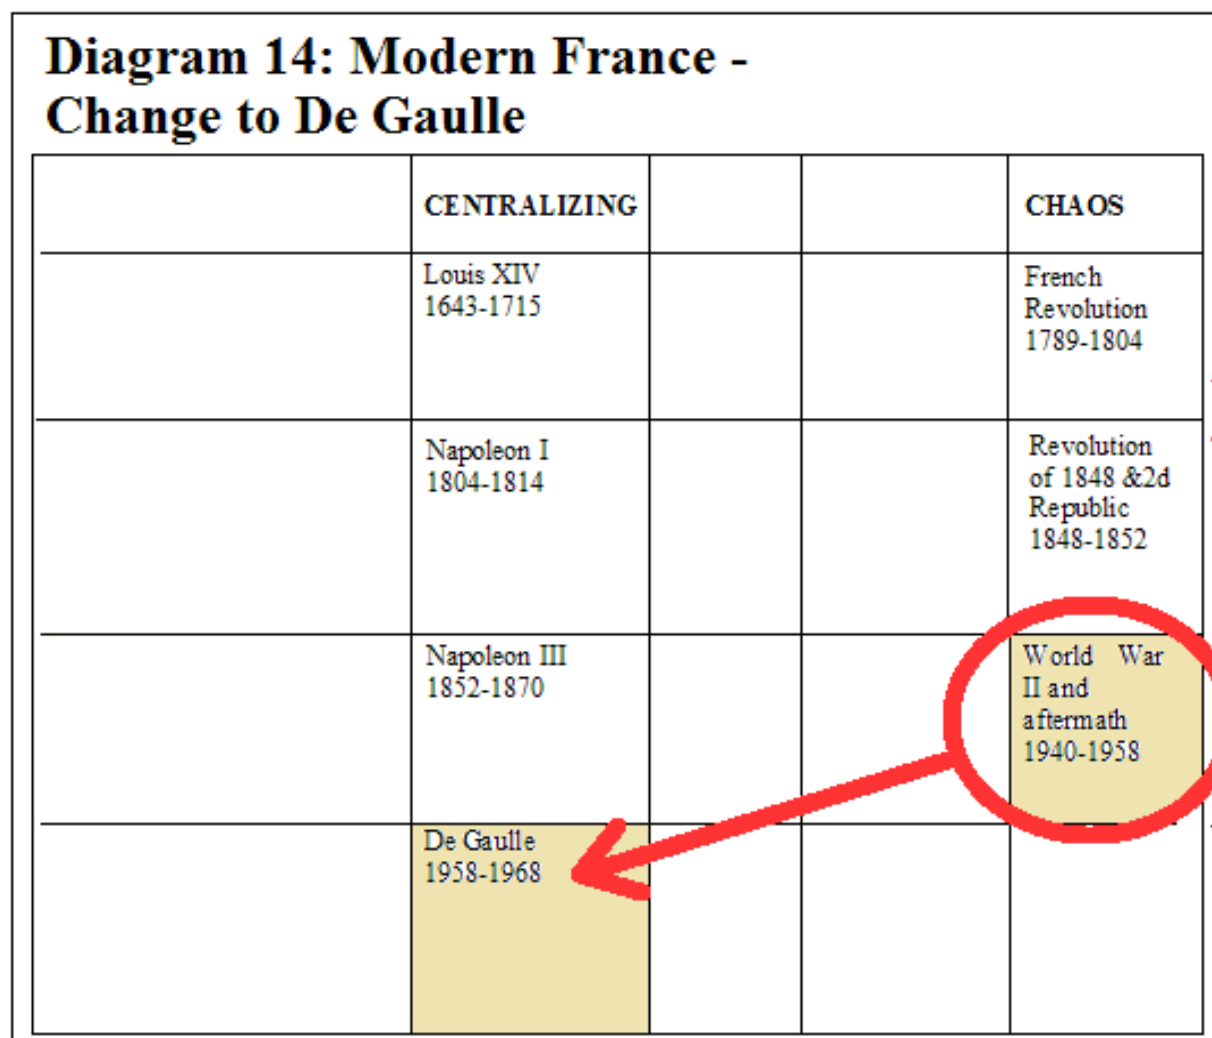 Diagram 14: Modern France -
Change to De Gaulle
CENTRALIZING
CHAOS
Louis XIV
1643-1715
French
Revolution
1789-1804
Napoleon I
1804-1814
Revolution
of 1848 &2d
Republic
1848-1852
Napoleon III
1852-1870
World War
II and
aftermath
1940-1958
De Gaulle
1958-1968